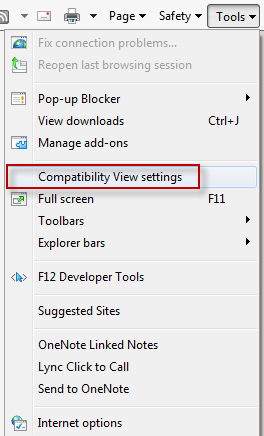 Page Safety Tools
Fix connection problems...
Reopen last browsing session
Pop-up Blocker
View downloads Ctrl+J
Manage add-ons
Compatibility View settings
Full screen F11
Toolbars
Explorer bars
F12 Developer Tools
Suggested Sites
OneNote Linked Notes
Lync Click to Call
Send to OneNote
Internet options